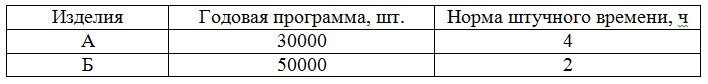 Изделия Годовая программа, шт. Норма штучного времени, ч
А 30000 4
Б 50000 2